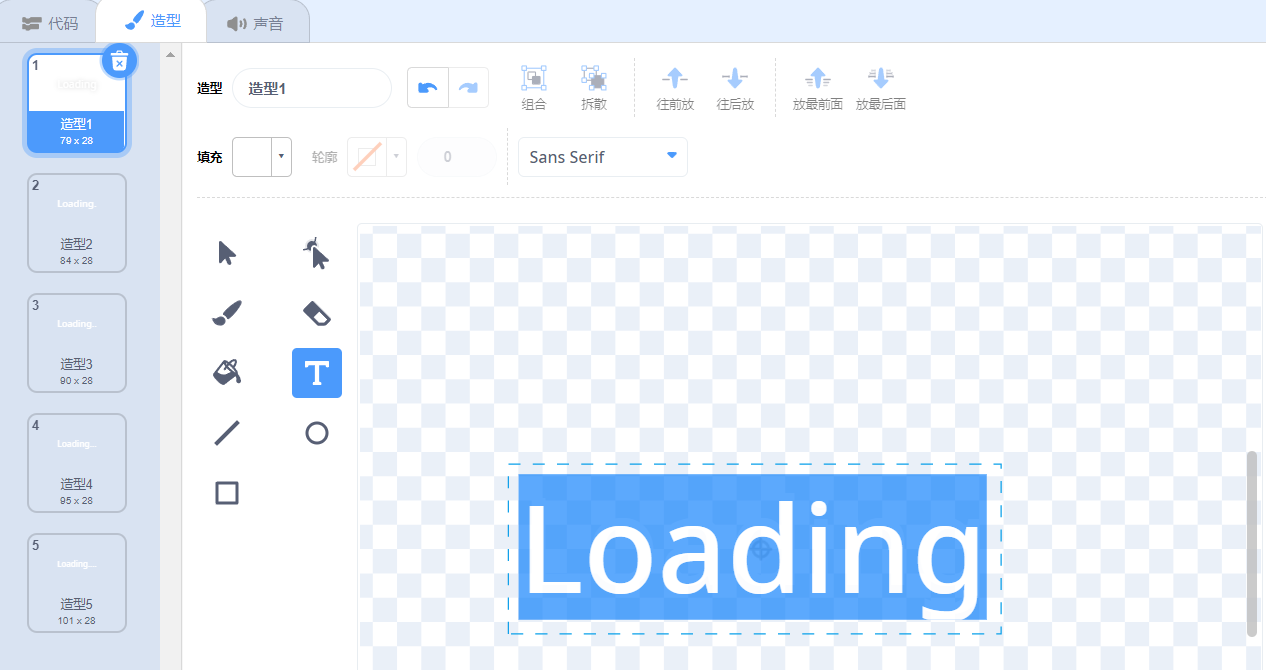 代码
造型
声音
1
Loading
造型1
79 x 28
2
Loading.
造型2
84 x 28
3
Loading..
造型3
90 x 28
4
Loading...
造型4
95 x 28
5
Loading...
造型5
101 x 28
造型
造型1
组合
拆散
往前放
往后放
放最前面
放最后面
填充
轮廓
0
Sans Serif
T
Loading